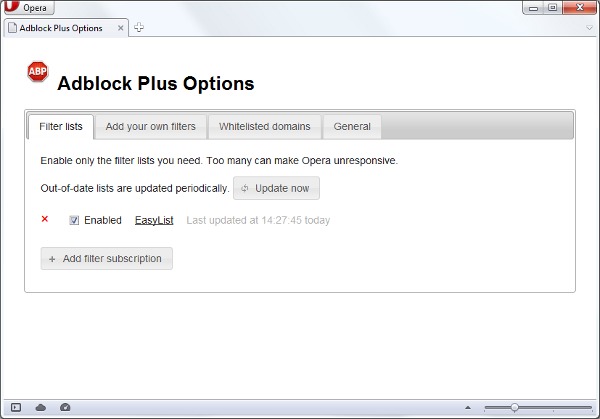 Opera
Adblock Plus Options
ABP
Adblock Plus Options
Filter lists Add your own filters Whitelisted domains General
Enable only the filter lists you need. Too many can make Opera unresponsive.
Out-of-date lists are updated periodically. Update now
Enabled EasyList Last updated at 14:27:45 today
+ Add filter subscription